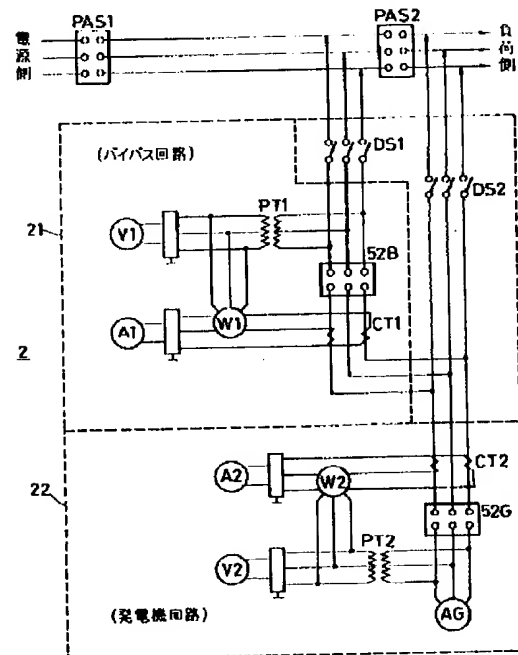 PAS1
PAS2
電源側
負荷側
DS1
DS2
(バイパス回路)
PT1
21
V1
52B
W1
CT1
A1
2
CT2
A2
W2
22
52G
PT2
V2
AG
(発電機回路)